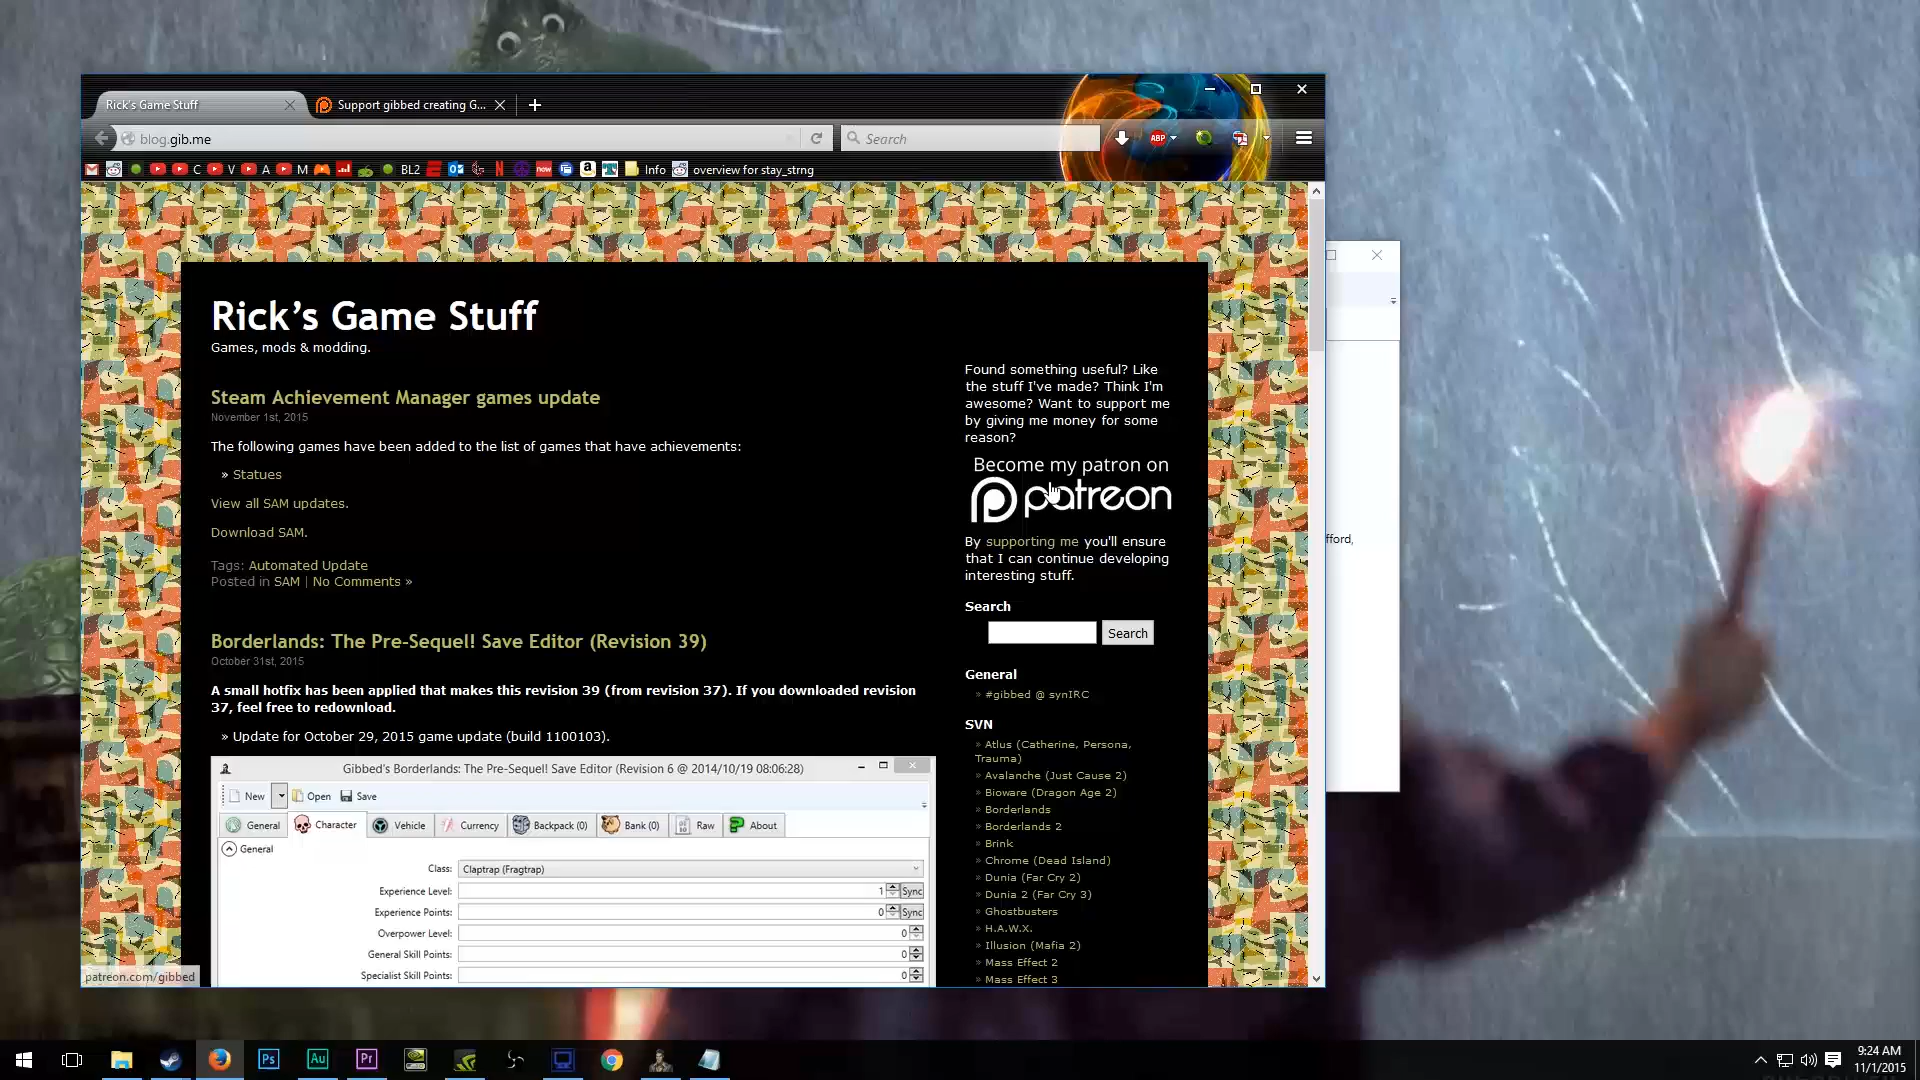 Rick's Game Stuff
Support gibbed creating G...
blog.gib.me
Search
ABP
C
V
A
M
BL2
now
Info
overview for stay_strng
Rick’s Game Stuff
Games, mods & modding.
Steam Achievement Manager games update
November 1st, 2015
The following games have been added to the list of games that have achievements:
» Statues
View all SAM updates.
Download SAM.
Tags: Automated Update
Posted in SAM | No Comments »
Borderlands: The Pre-Sequel! Save Editor (Revision 39)
October 31st, 2015
A small hotfix has been applied that makes this revision 39 (from revision 37). If you downloaded revision
37, feel free to redownload.
» Update for October 29, 2015 game update (build 1100103).
Gibbed's Borderlands: The Pre-Sequel! Save Editor (Revision 6 @ 2014/10/19 08:06:28)
New
Open
Save
General
Character
Vehicle
Currency
Backpack (0)
Bank (0)
Raw
About
General
Class: Claptrap (Fragtrap)
Experience Level: 1 Sync
Experience Points: 0 Sync
Overpower Level: 0
General Skill Points: 0
Specialist Skill Points: 0
Found something useful? Like
the stuff I've made? Think I'm
awesome? Want to support me
by giving me money for some
reason?
Become my patron on
patreon
By supporting me you'll ensure
that I can continue developing
interesting stuff.
Search
Search
General
» #gibbed @ synIRC
SVN
» Atlus (Catherine, Persona,
Trauma)
» Avalanche (Just Cause 2)
» Bioware (Dragon Age 2)
» Borderlands
» Borderlands 2
» Brink
» Chrome (Dead Island)
» Dunia (Far Cry 2)
» Dunia 2 (Far Cry 3)
» Ghostbusters
» H.A.W.X.
» Illusion (Mafia 2)
» Mass Effect 2
» Mass Effect 3
fford,
patreon.com/gibbed
Ps
Au
Pr
9:24 AM
11/1/2015